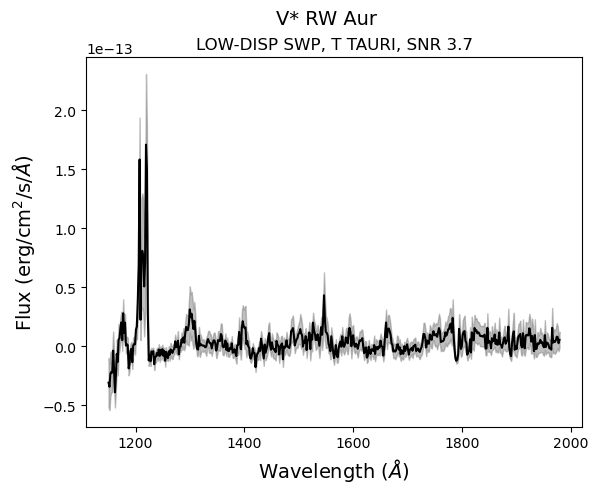 V* RW Aur
LOW-DISP SWP, T TAURI, SNR 3.7
1e−13
2.0
1.5
1.0
0.5
0.0
−0.5
Flux (erg/cm²/s/Å)
1200 1400 1600 1800 2000
Wavelength (Å)